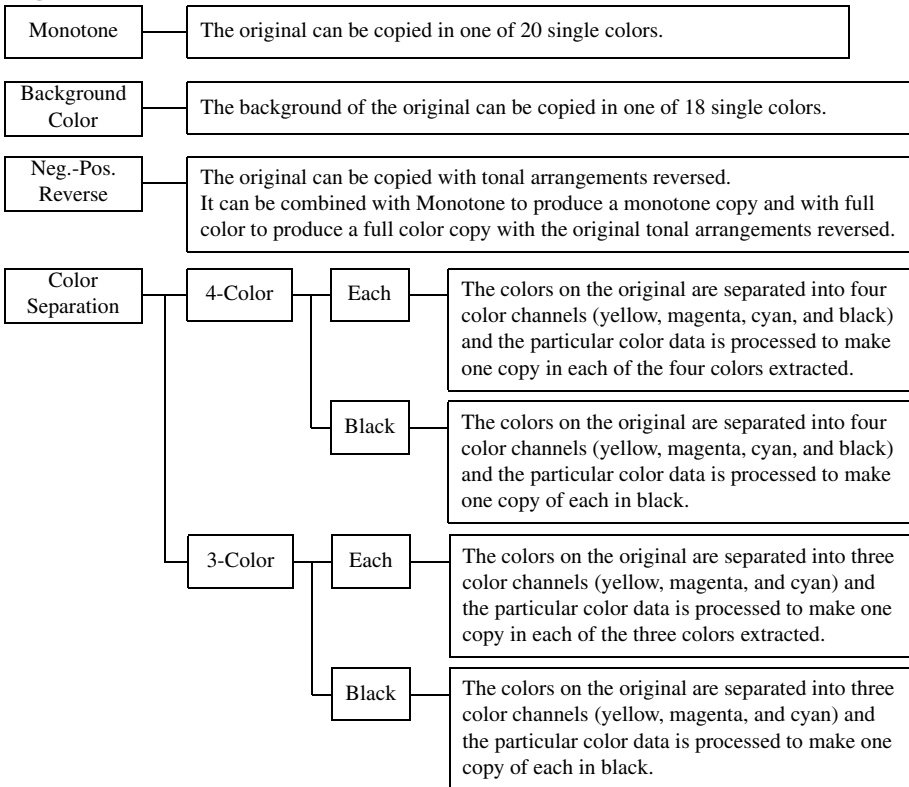 Monotone
The original can be copied in one of 20 single colors.
Background
Color
The background of the original can be copied in one of 18 single colors.
Neg.-Pos.
Reverse
The original can be copied with tonal arrangements reversed.
It can be combined with Monotone to produce a monotone copy and with full
color to produce a full color copy with the original tonal arrangements reversed.
Color
Separation
4-Color
Each
The colors on the original are separated into four
color channels (yellow, magenta, cyan, and black)
and the particular color data is processed to make
one copy in each of the four colors extracted.
Black
The colors on the original are separated into four
color channels (yellow, magenta, cyan, and black)
and the particular color data is processed to make
one copy of each in black.
3-Color
Each
The colors on the original are separated into three
color channels (yellow, magenta, and cyan) and
the particular color data is processed to make one
copy in each of the three colors extracted.
Black
The colors on the original are separated into three
color channels (yellow, magenta, and cyan) and
the particular color data is processed to make one
copy of each in black.